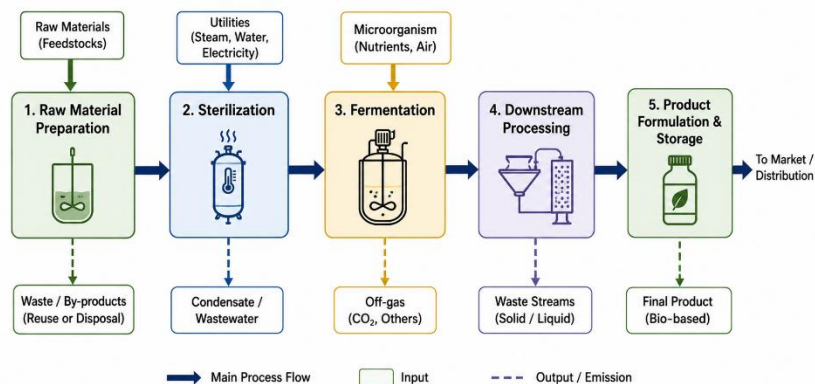 Raw Materials
(Feedstocks)
Utilities
(Steam, Water,
Electricity)
Microorganism
(Nutrients, Air)
1. Raw Material
Preparation
2. Sterilization
3. Fermentation
4. Downstream
Processing
5. Product
Formulation &
Storage
To Market /
Distribution
Waste / By-products
(Reuse or Disposal)
Condensate /
Wastewater
Off-gas
(CO₂, Others)
Waste Streams
(Solid / Liquid)
Final Product
(Bio-based)
Main Process Flow
Input
Output / Emission